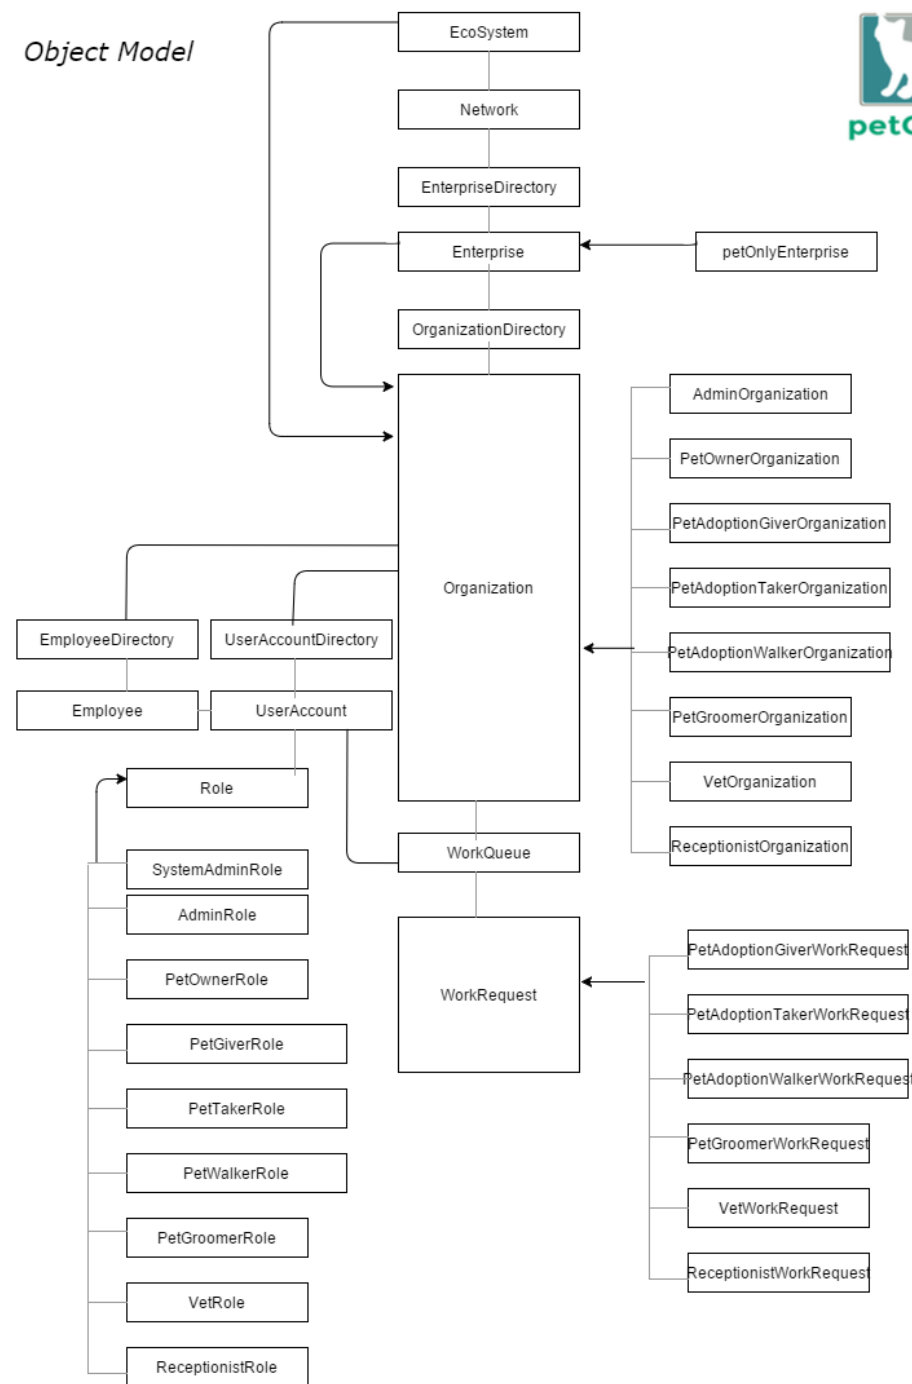 Object Model
EcoSystem
Network
EnterpriseDirectory
Enterprise
petOnlyEnterprise
OrganizationDirectory
AdminOrganization
PetOwnerOrganization
PetAdoptionGiverOrganization
PetAdoptionTakerOrganization
PetAdoptionWalkerOrganization
PetGroomerOrganization
VetOrganization
ReceptionistOrganization
Organization
EmployeeDirectory
UserAccountDirectory
Employee
UserAccount
Role
SystemAdminRole
AdminRole
PetOwnerRole
PetGiverRole
PetTakerRole
PetWalkerRole
PetGroomerRole
VetRole
ReceptionistRole
WorkQueue
WorkRequest
PetAdoptionGiverWorkRequest
PetAdoptionTakerWorkRequest
PetAdoptionWalkerWorkRequest
PetGroomerWorkRequest
VetWorkRequest
ReceptionistWorkRequest